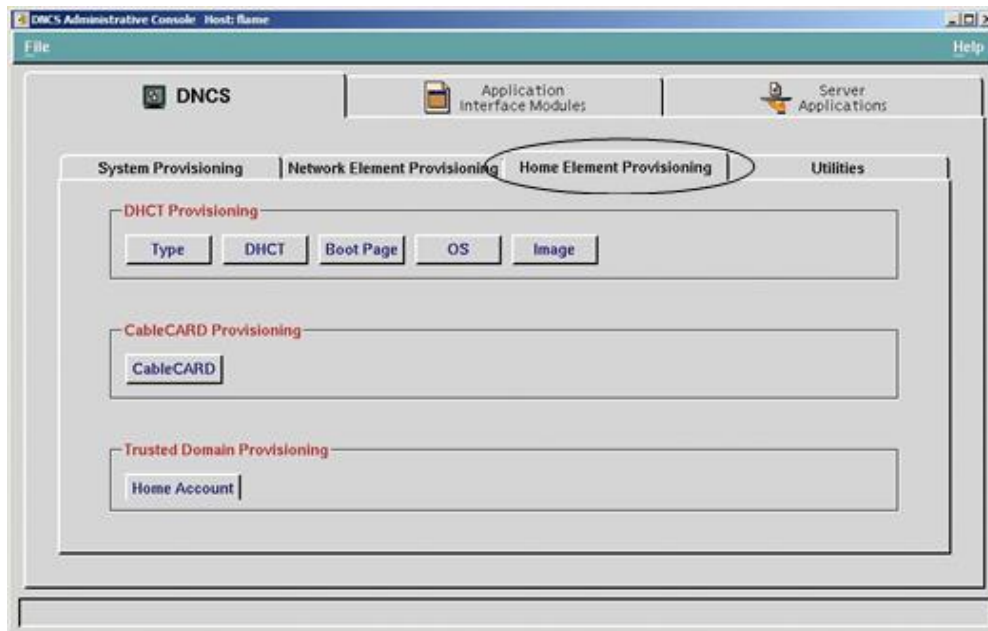 DNCS Administrative Console Host: flame
File Help
DNCS
Application
Interface Modules
Server
Applications
System Provisioning Network Element Provisioning Home Element Provisioning Utilities
DHCT Provisioning
Type DHCT Boot Page OS Image
CableCARD Provisioning
CableCARD
Trusted Domain Provisioning
Home Account